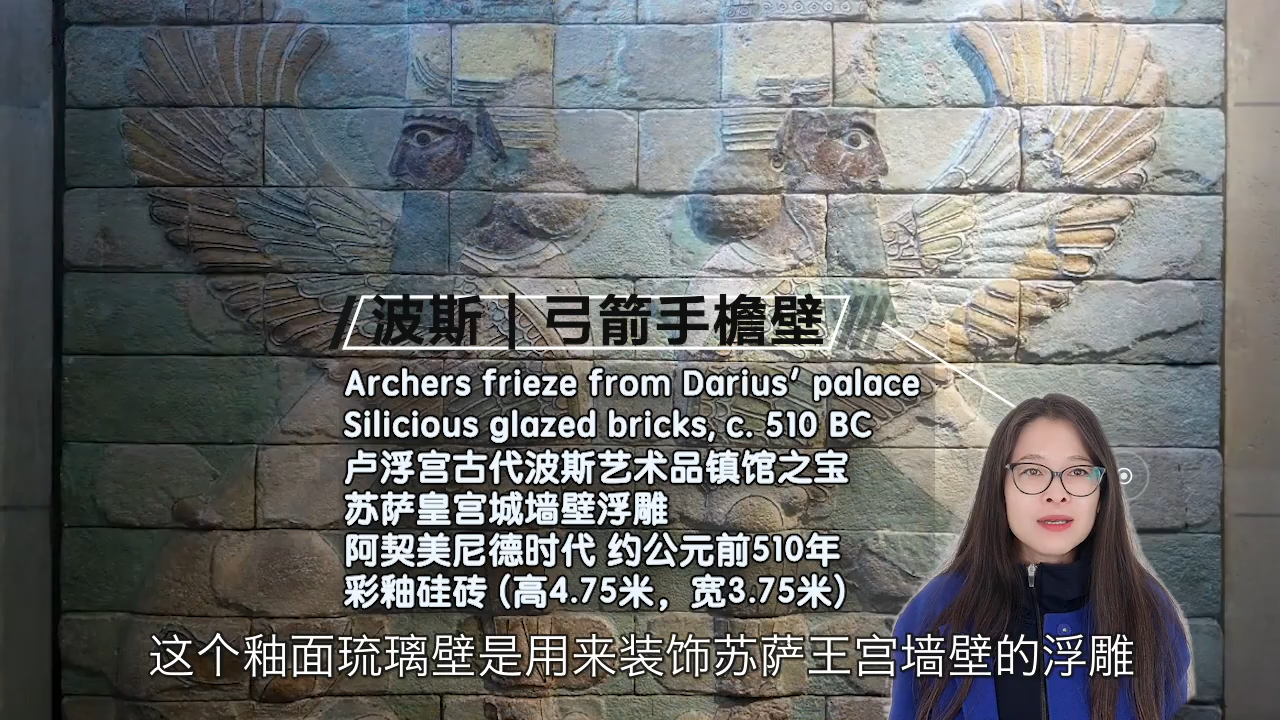 波斯｜弓箭手檐壁
Archers frieze from Darius' palace
Silicious glazed bricks, c. 510 BC
卢浮宫古代波斯艺术品镇馆之宝
苏萨皇宫城墙壁浮雕
阿契美尼德时代 约公元前510年
彩釉硅砖 (高4.75米，宽3.75米)
这个釉面琉璃壁是用来装饰苏萨王宫墙壁的浮雕